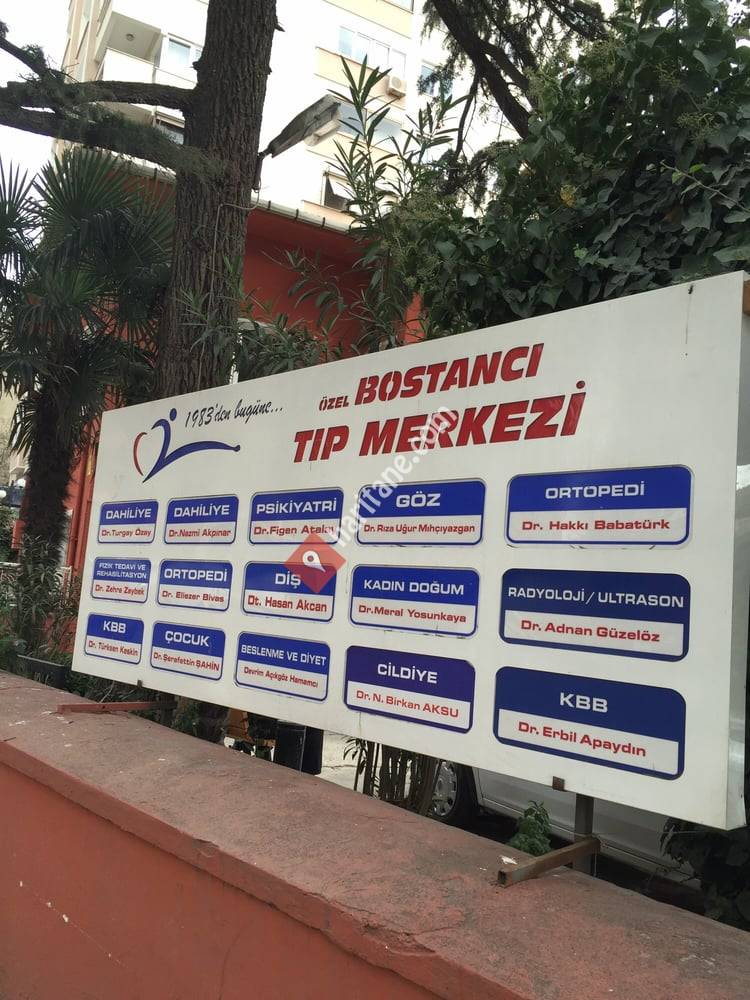 1983'den bugüne...
ÖZEL BOSTANCI
TIP MERKEZİ
DAHİLİYE
Dr. Turgay Özay
DAHİLİYE
Dr. Nazmi Akpınar
PSİKİYATRİ
Dr. Figen Atalay
GÖZ
Dr. Rıza Uğur Mıhçıyazgan
ORTOPEDİ
Dr. Hakkı Babatürk
FİZİK TEDAVİ VE
REHABİLİTASYON
Dr. Zehra Zeybek
ORTOPEDİ
Dr. Eliezer Bivas
DİŞ
Dt. Hasan Akcan
KADIN DOĞUM
Dr. Meral Yosunkaya
RADYOLOJİ / ULTRASON
Dr. Adnan Güzelöz
KBB
Dr. Türksen Keskin
ÇOCUK
Dr. Şerafettin ŞAHİN
BESLENME VE DİYET
Devrim Açıkgöz Hamamcı
CİLDİYE
Dr. N. Birkan AKSU
KBB
Dr. Erbil Apaydın
haritane.com